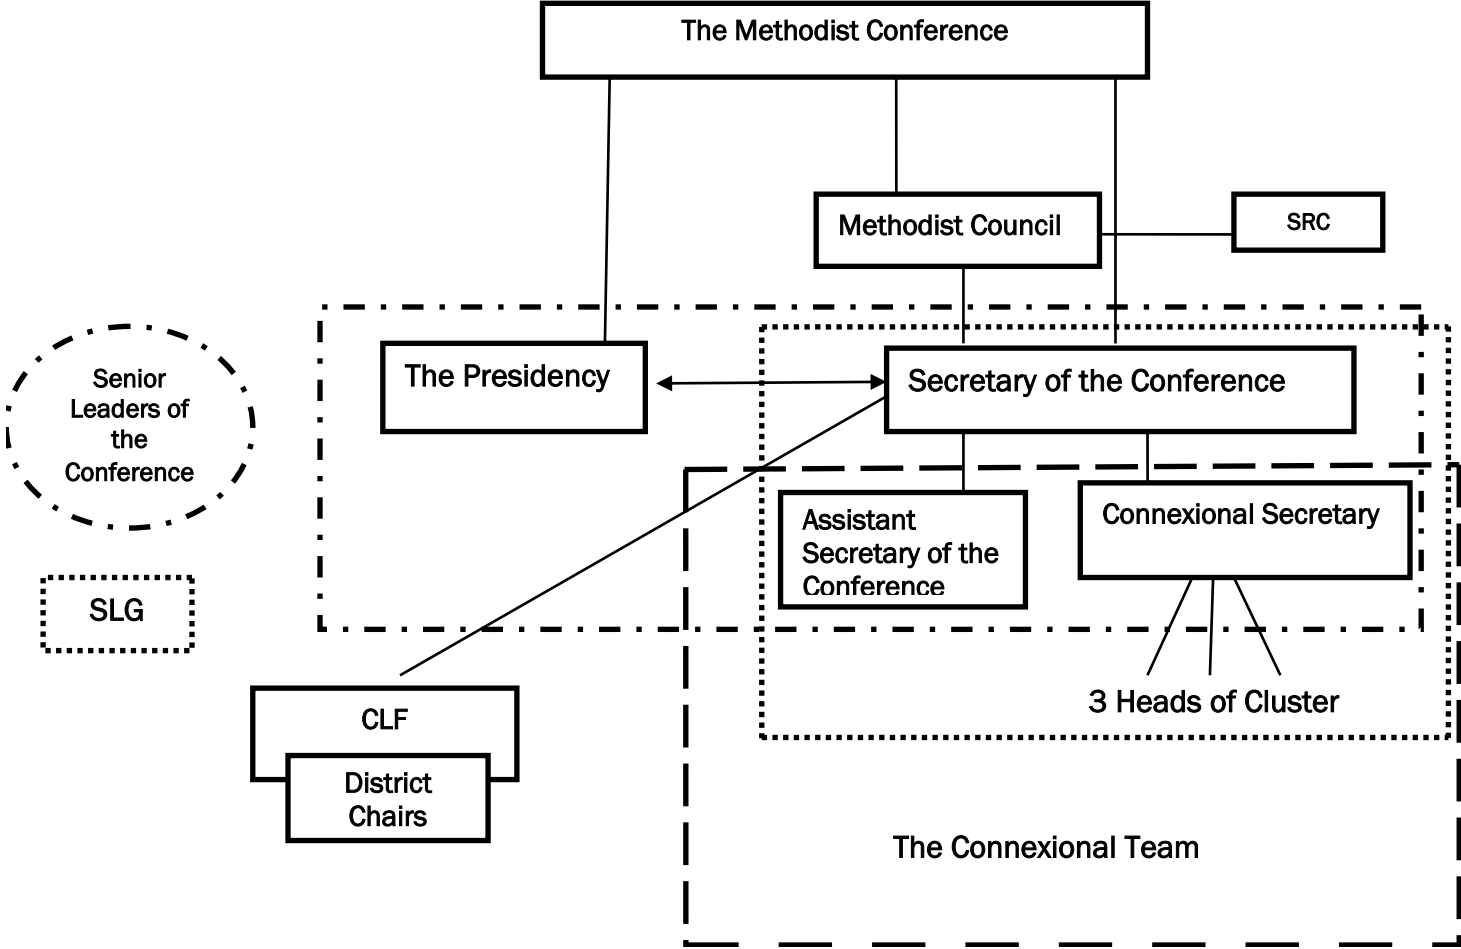 The Methodist Conference
Methodist Council
SRC
Senior
Leaders of
the
Conference
The Presidency
Secretary of the Conference
Assistant
Secretary of the
Conference
Connexional Secretary
SLG
3 Heads of Cluster
CLF
District
Chairs
The Connexional Team